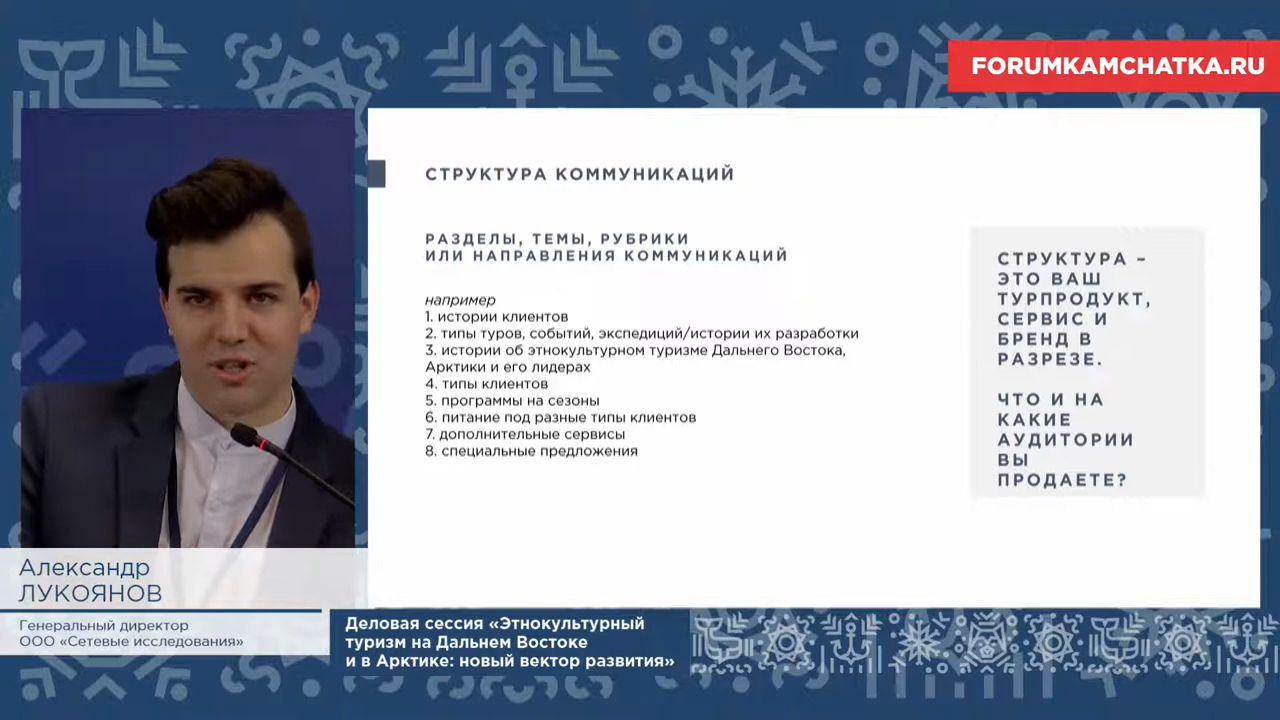 FORUMKAMCHATKA.RU
СТРУКТУРА КОММУНИКАЦИЙ
РАЗДЕЛЫ, ТЕМЫ, РУБРИКИ
ИЛИ НАПРАВЛЕНИЯ КОММУНИКАЦИЙ
например
1. истории клиентов
2. типы туров, событий, экспедиций/истории их разработки
3. истории об этнокультурном туризме Дальнего Востока,
Арктики и его лидерах
4. типы клиентов
5. программы на сезоны
6. питание под разные типы клиентов
7. дополнительные сервисы
8. специальные предложения
СТРУКТУРА –
ЭТО ВАШ
ТУРПРОДУКТ,
СЕРВИС И
БРЕНД В
РАЗРЕЗЕ.
ЧТО И НА
КАКИЕ
АУДИТОРИИ
ВЫ
ПРОДАЕТЕ?
Александр
ЛУКОЯНОВ
Генеральный директор
ООО «Сетевые исследования»
Деловая сессия «Этнокультурный
туризм на Дальнем Востоке
и в Арктике: новый вектор развития»